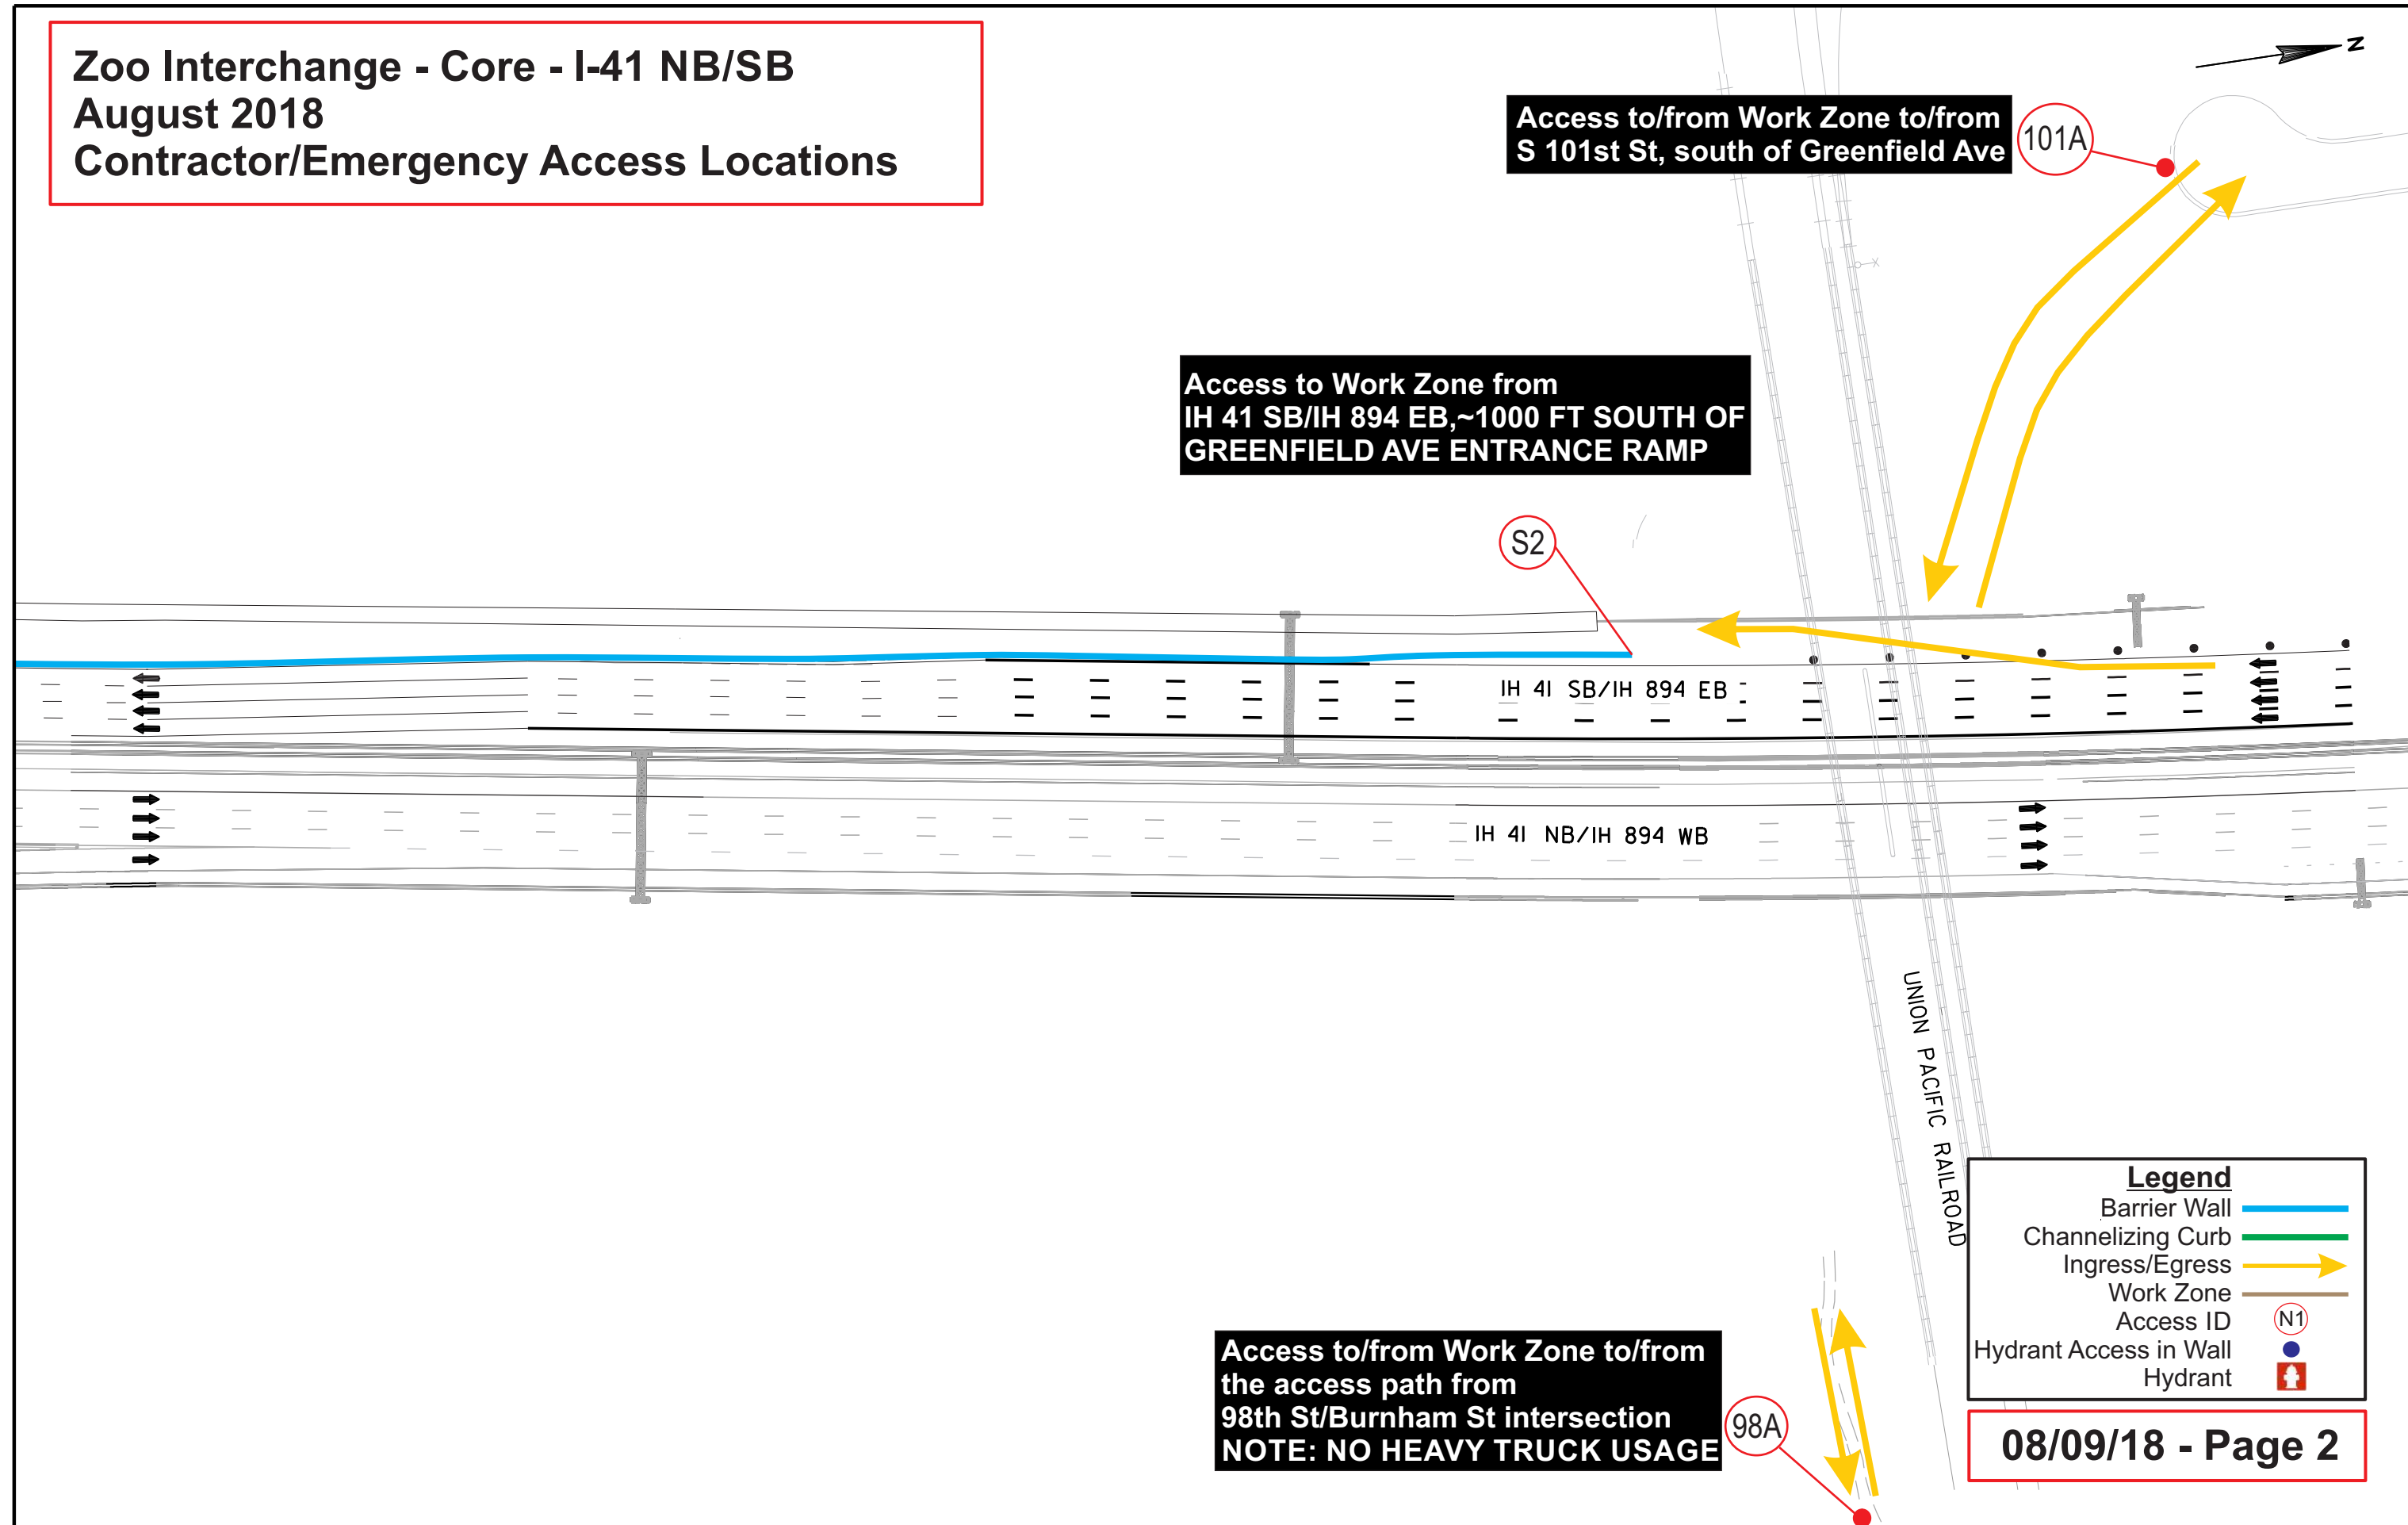 Zoo Interchange - Core - I-41 NB/SB
August 2018
Contractor/Emergency Access Locations
N
Access to/from Work Zone to/from
S 101st St, south of Greenfield Ave
101A
Access to Work Zone from
IH 41 SB/IH 894 EB,~1000 FT SOUTH OF
GREENFIELD AVE ENTRANCE RAMP
S2
IH 41 SB/IH 894 EB
IH 41 NB/IH 894 WB
UNION PACIFIC RAILROAD
Access to/from Work Zone to/from
the access path from
98th St/Burnham St intersection
NOTE: NO HEAVY TRUCK USAGE
98A
Legend
Barrier Wall
Channelizing Curb
Ingress/Egress
Work Zone
Access ID N1
Hydrant Access in Wall
Hydrant
08/09/18 - Page 2